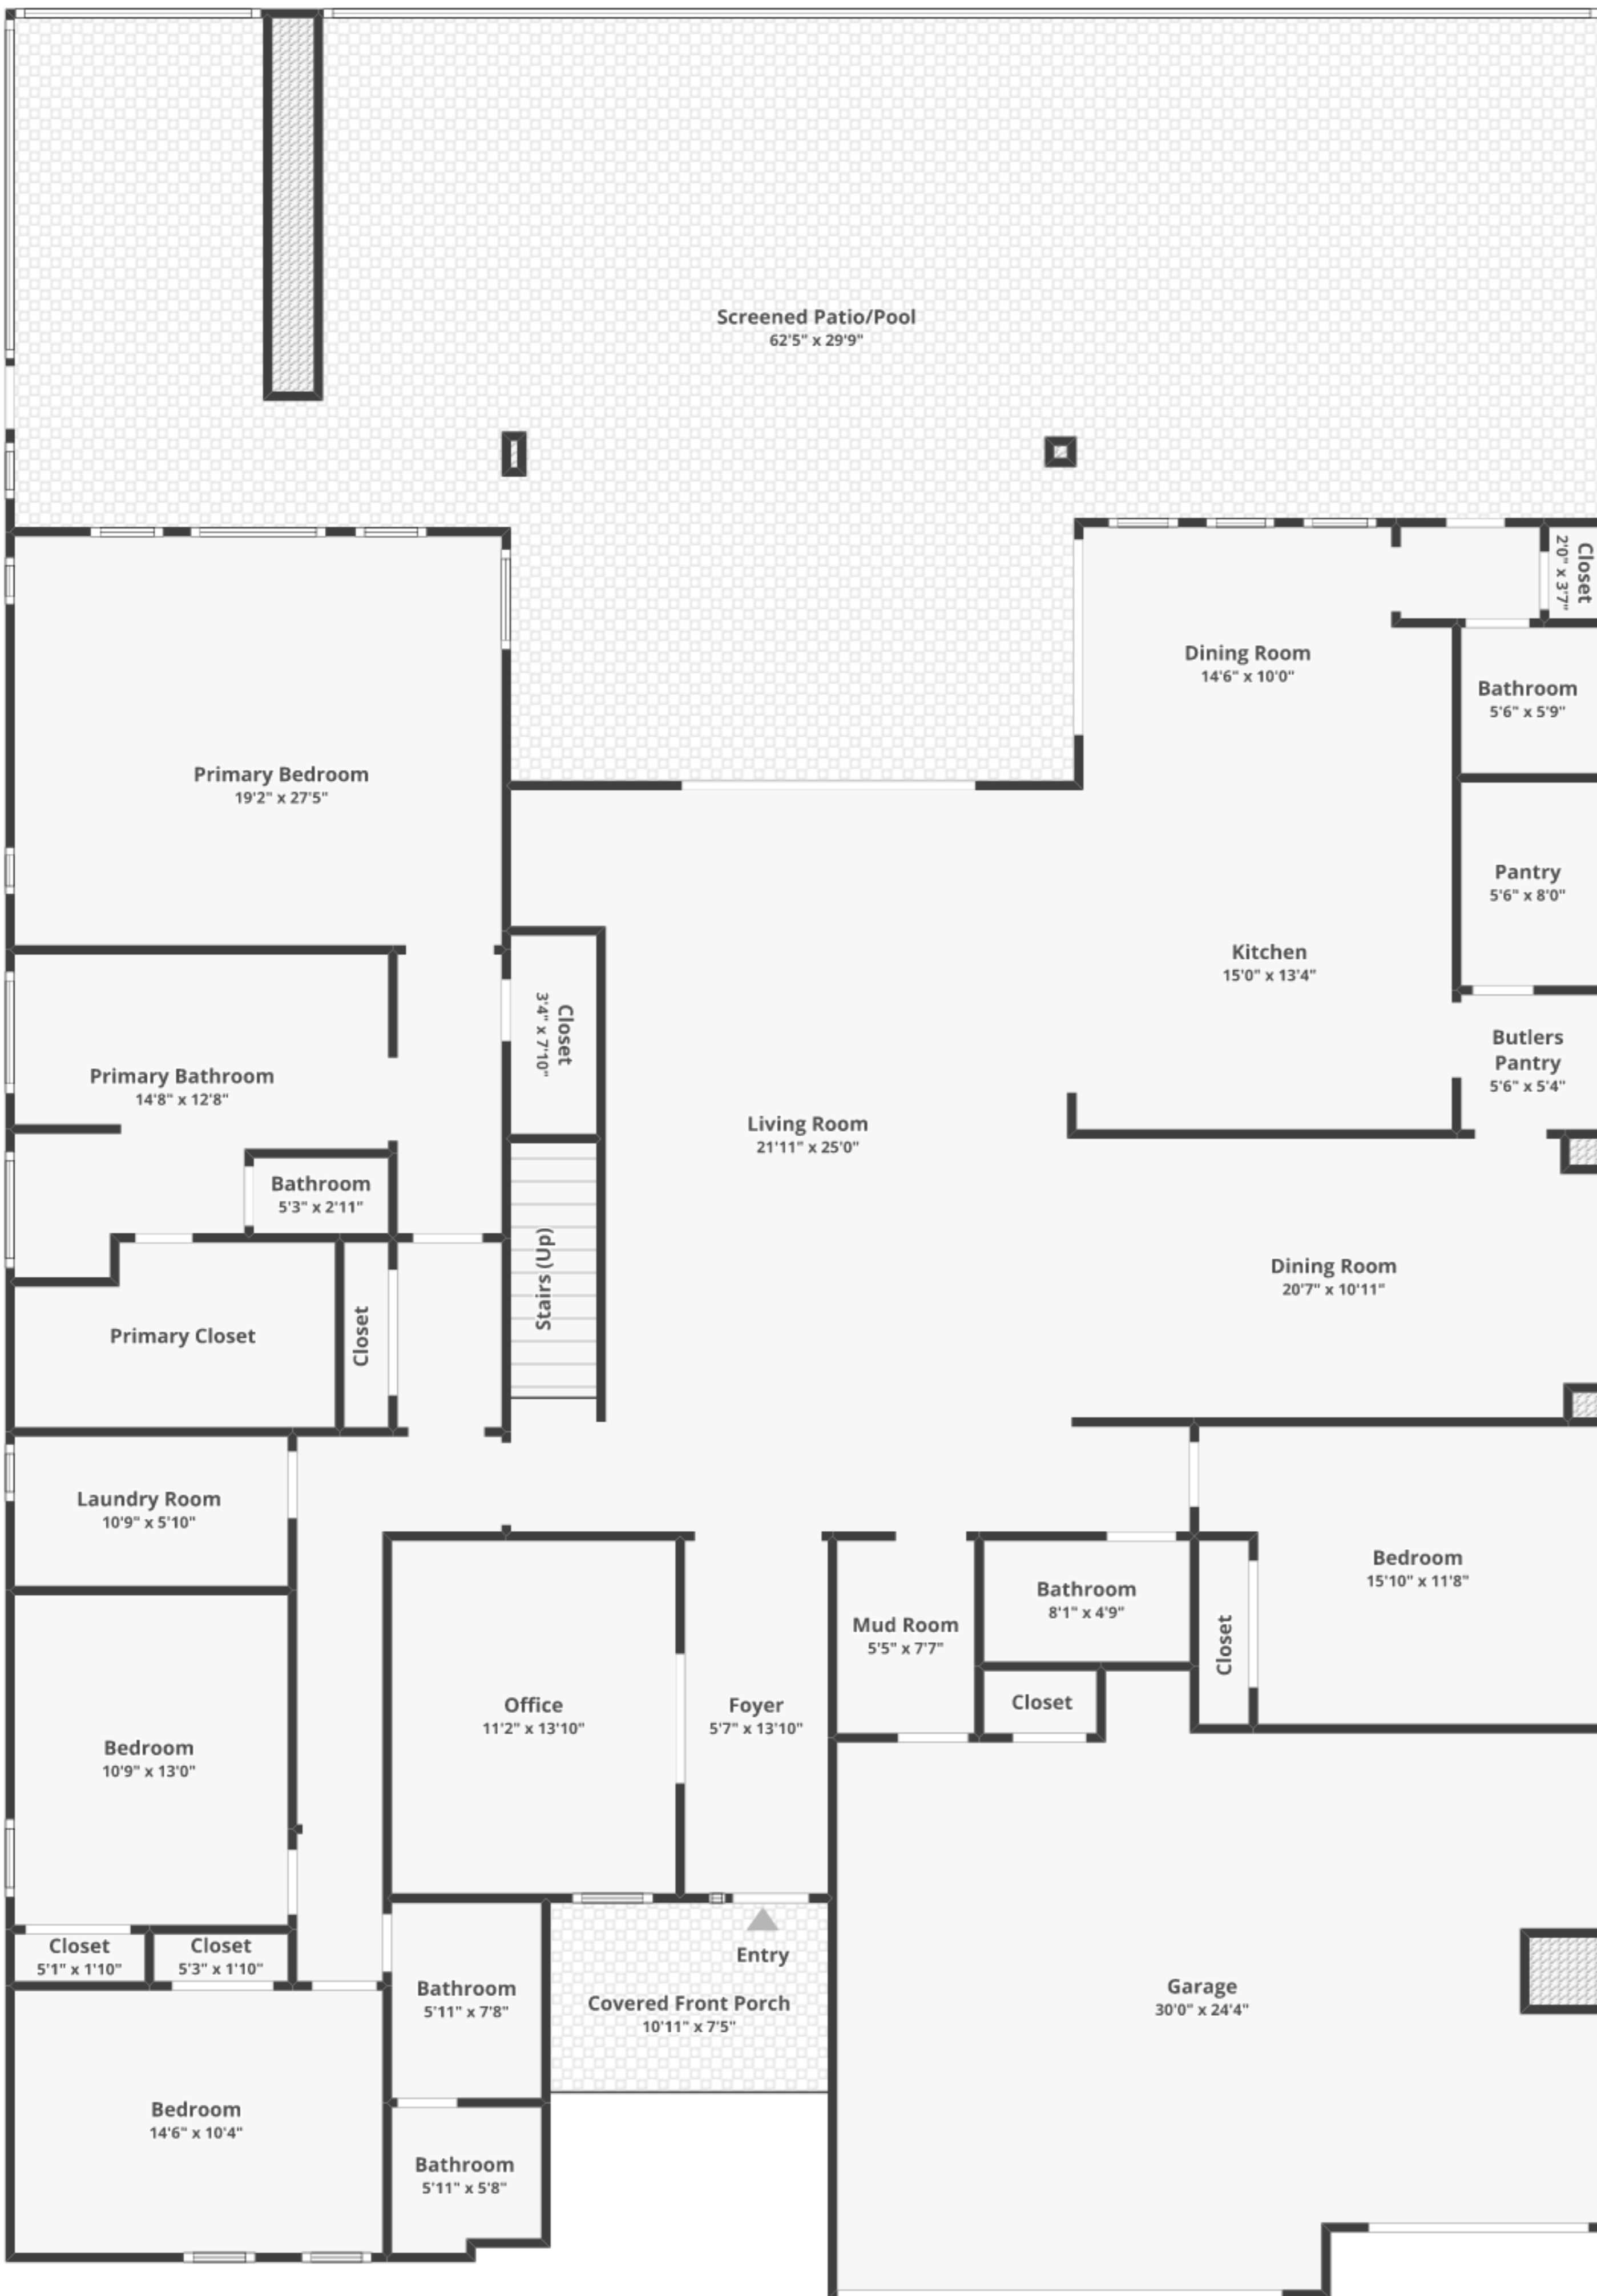 Screened Patio/Pool
62'5" x 29'9"
Closet
2'0" x 3'7"
Dining Room
14'6" x 10'0"
Bathroom
5'6" x 5'9"
Primary Bedroom
19'2" x 27'5"
Pantry
5'6" x 8'0"
Kitchen
15'0" x 13'4"
Closet
3'4" x 7'10"
Butlers
Pantry
5'6" x 5'4"
Primary Bathroom
14'8" x 12'8"
Living Room
21'11" x 25'0"
Bathroom
5'3" x 2'11"
Stairs (Up)
Dining Room
20'7" x 10'11"
Primary Closet
Closet
Laundry Room
10'9" x 5'10"
Bedroom
15'10" x 11'8"
Bathroom
8'1" x 4'9"
Mud Room
5'5" x 7'7"
Closet
Closet
Office
11'2" x 13'10"
Foyer
5'7" x 13'10"
Bedroom
10'9" x 13'0"
Closet
5'1" x 1'10"
Closet
5'3" x 1'10"
Entry
Bathroom
5'11" x 7'8"
Covered Front Porch
10'11" x 7'5"
Garage
30'0" x 24'4"
Bedroom
14'6" x 10'4"
Bathroom
5'11" x 5'8"